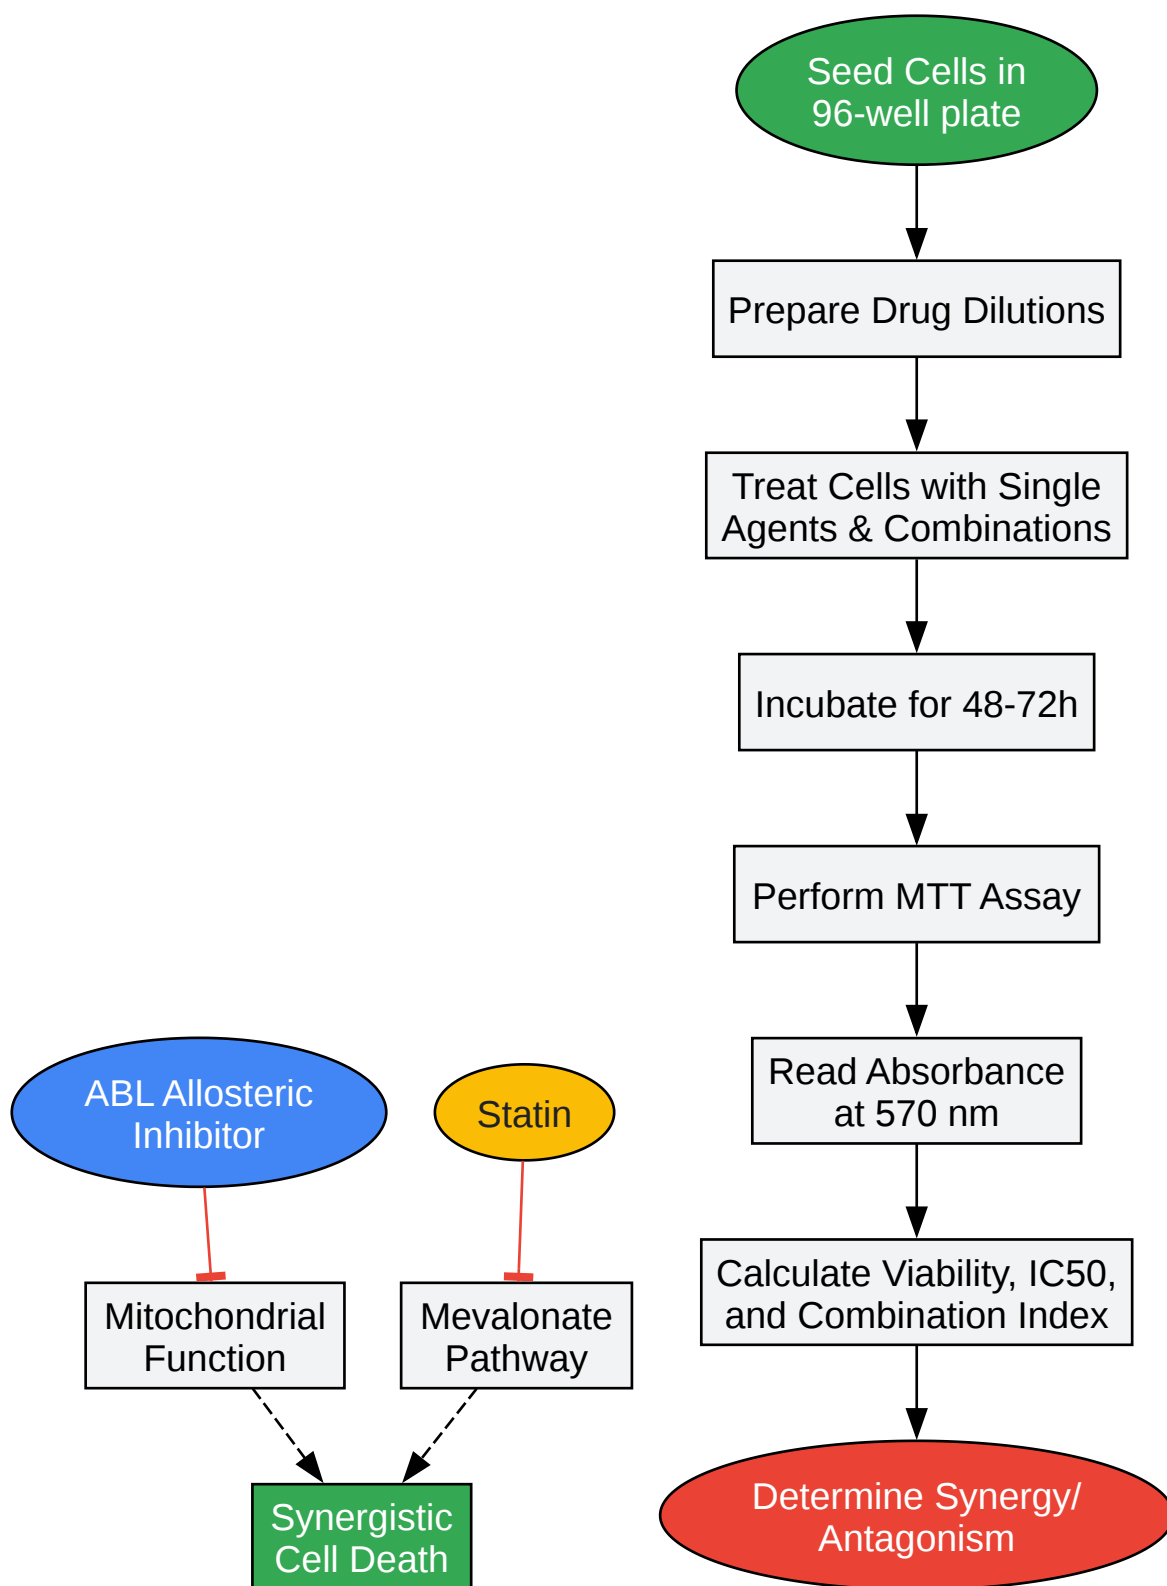 Seed Cells in
96-well plate
Prepare Drug Dilutions
Treat Cells with Single
Agents & Combinations
Incubate for 48-72h
Perform MTT Assay
Read Absorbance
at 570 nm
Calculate Viability, IC50,
and Combination Index
Determine Synergy/
Antagonism
ABL Allosteric
Inhibitor
Statin
Mitochondrial
Function
Mevalonate
Pathway
Synergistic
Cell Death